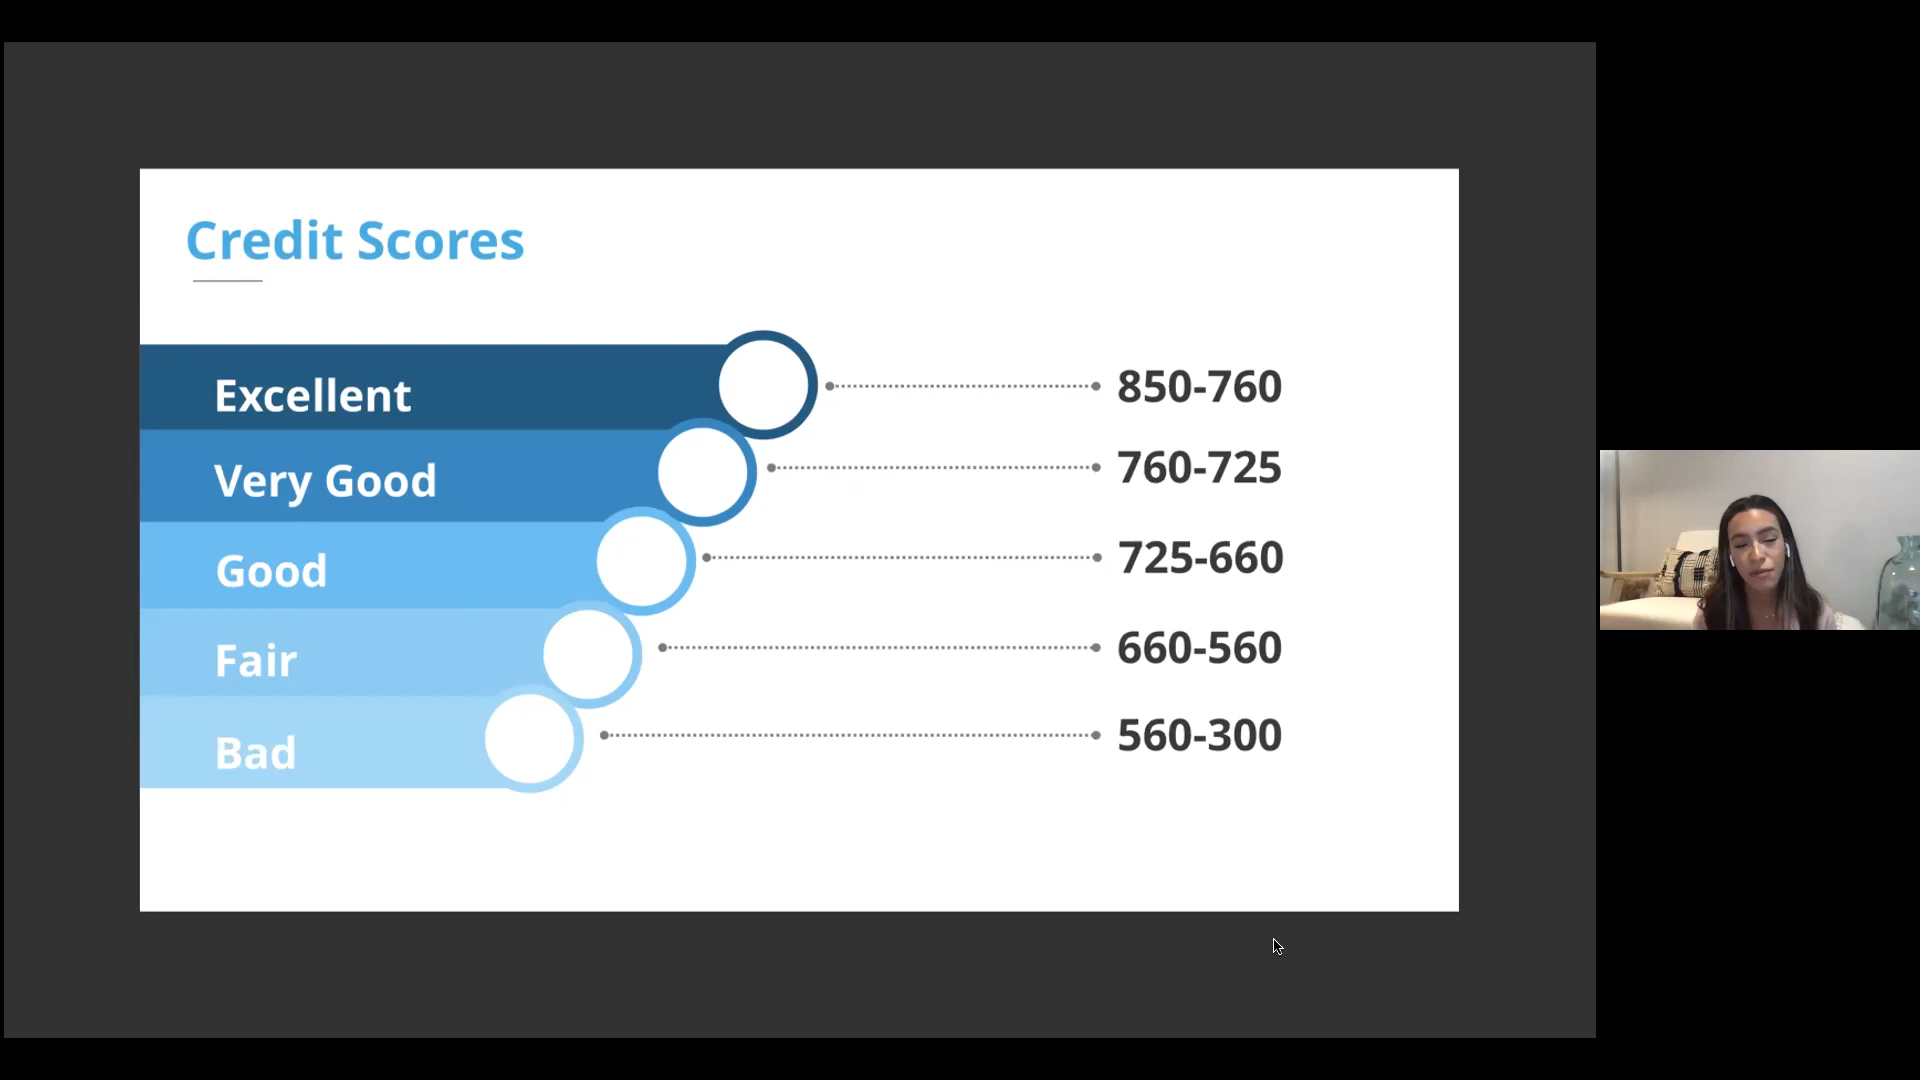 Credit Scores
Excellent 850-760
Very Good 760-725
Good 725-660
Fair 660-560
Bad 560-300